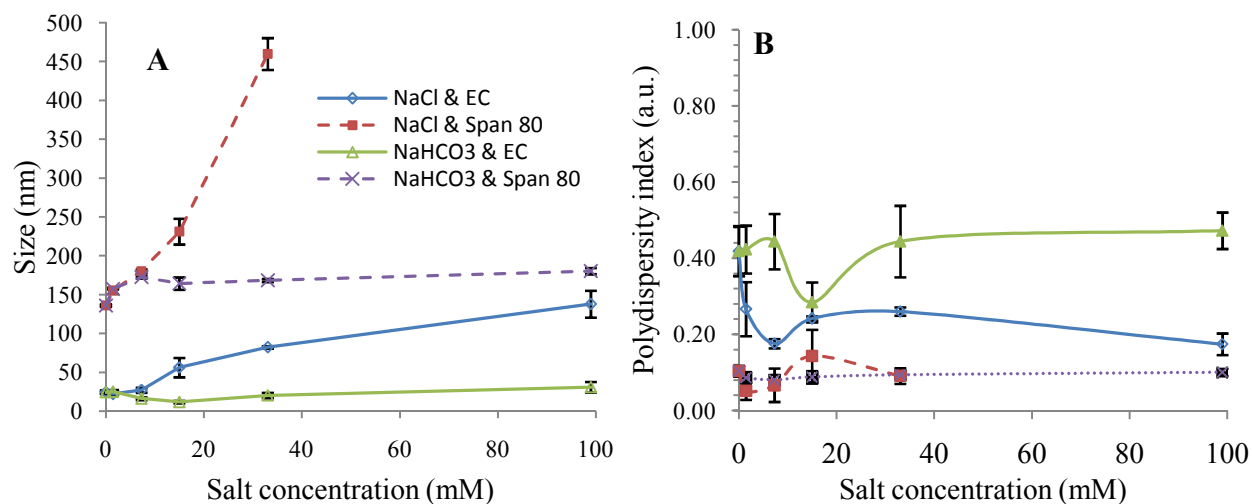 A
Size (nm)
500
450
400
350
300
250
200
150
100
50
0
NaCl & EC
NaCl & Span 80
NaHCO3 & EC
NaHCO3 & Span 80
0 20 40 60 80 100
Salt concentration (mM)
B
Polydispersity index (a.u.)
1.00
0.80
0.60
0.40
0.20
0.00
0 20 40 60 80 100
Salt concentration (mM)